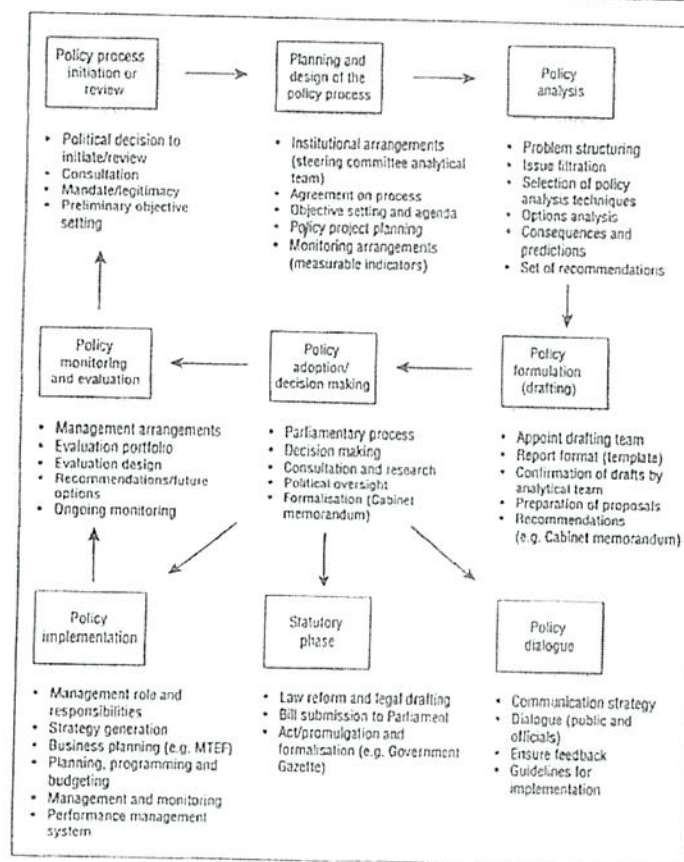 Policy process
initiation or
review
• Political decision to
initiate/review
• Consultation
• Mandate/legitimacy
• Preliminary objective
setting
Planning and
design of the
policy process
• Institutional arrangements
(steering committee analytical
team)
• Agreement on process
• Objective setting and agenda
• Policy project planning
• Monitoring arrangements
(measurable indicators)
Policy
analysis
• Problem structuring
• Issue filtration
• Selection of policy
analysis techniques
• Options analysis
• Consequences and
predictions
• Set of recommendations
Policy
monitoring
and evaluation
• Management arrangements
• Evaluation portfolio
• Evaluation design
• Recommendations/future
options
• Ongoing monitoring
Policy
adoption/
decision making
• Parliamentary process
• Decision making
• Consultation and research
• Political oversight
• Formalisation (Cabinet
memorandum)
Policy
formulation
(drafting)
• Appoint drafting team
• Report format (template)
• Confirmation of drafts by
analytical team
• Preparation of proposals
• Recommendations
(e.g. Cabinet memorandum)
Policy
implementation
• Management role and
responsibilities
• Strategy generation
• Business planning (e.g. MTEF)
• Planning, programming and
budgeting
• Management and monitoring
• Performance management
system
Statutory
phase
• Law reform and legal drafting
• Bill submission to Parliament
• Act/promulgation and
formalisation (e.g. Government
Gazette)
Policy
dialogue
• Communication strategy
• Dialogue (public and
officials)
• Ensure feedback
• Guidelines for
implementation